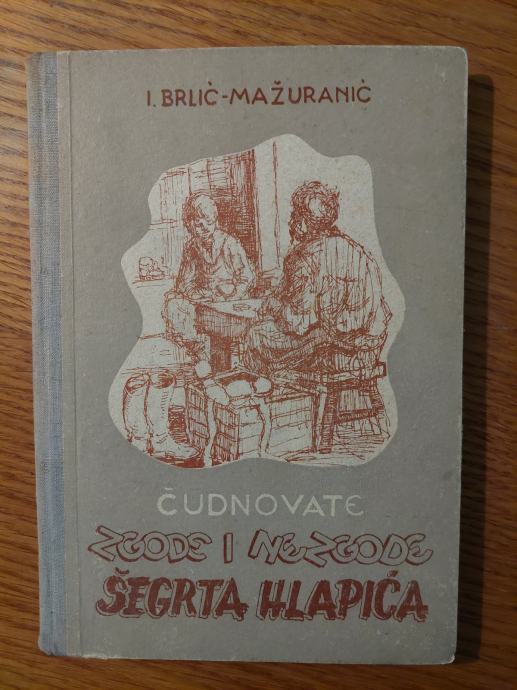 I. BRLIĆ-MAŽURANIĆ
ČUDNOVATE
ZGODE I NEZGODE
ŠEGRTA HLAPIĆA